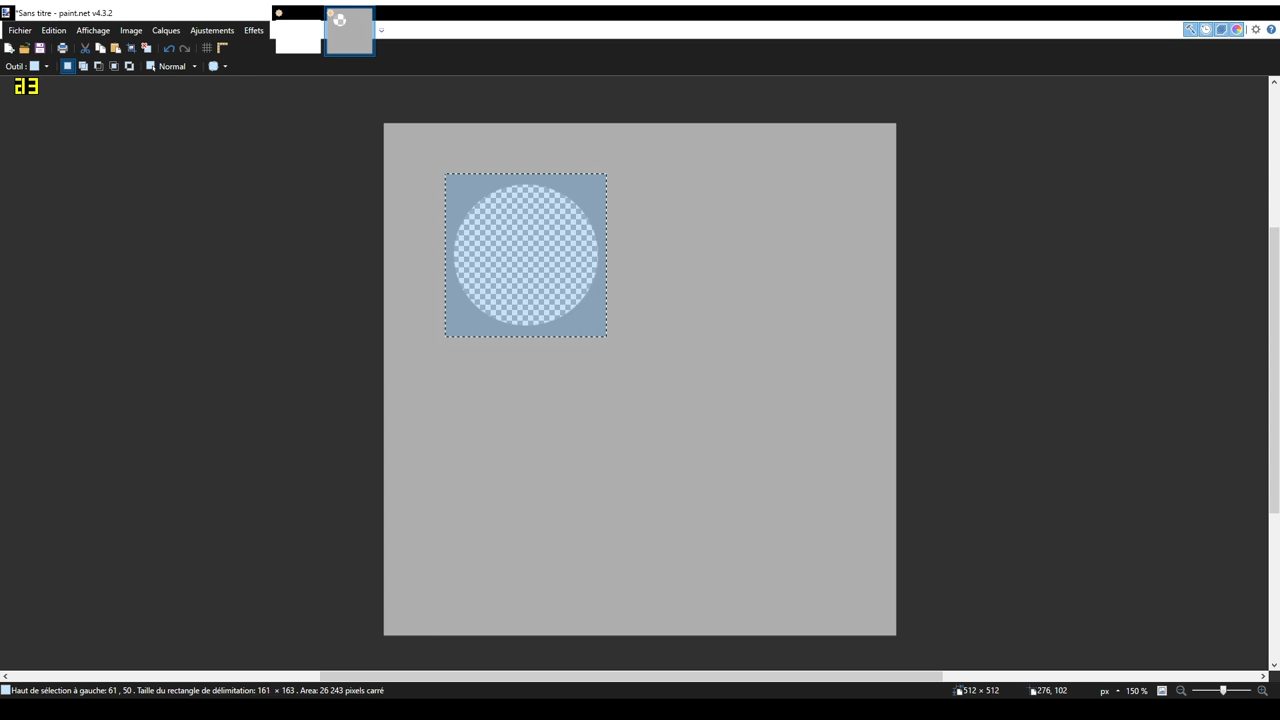 *Sans titre - paint.net v4.3.2
Fichier Edition Affichage Image Calques Ajustements Effets
Outil : Normal
23
Haut de sélection à gauche: 61 , 50 . Taille du rectangle de délimitation: 161 × 163 . Area: 26 243 pixels carré
512 × 512
276, 102
px
150 %